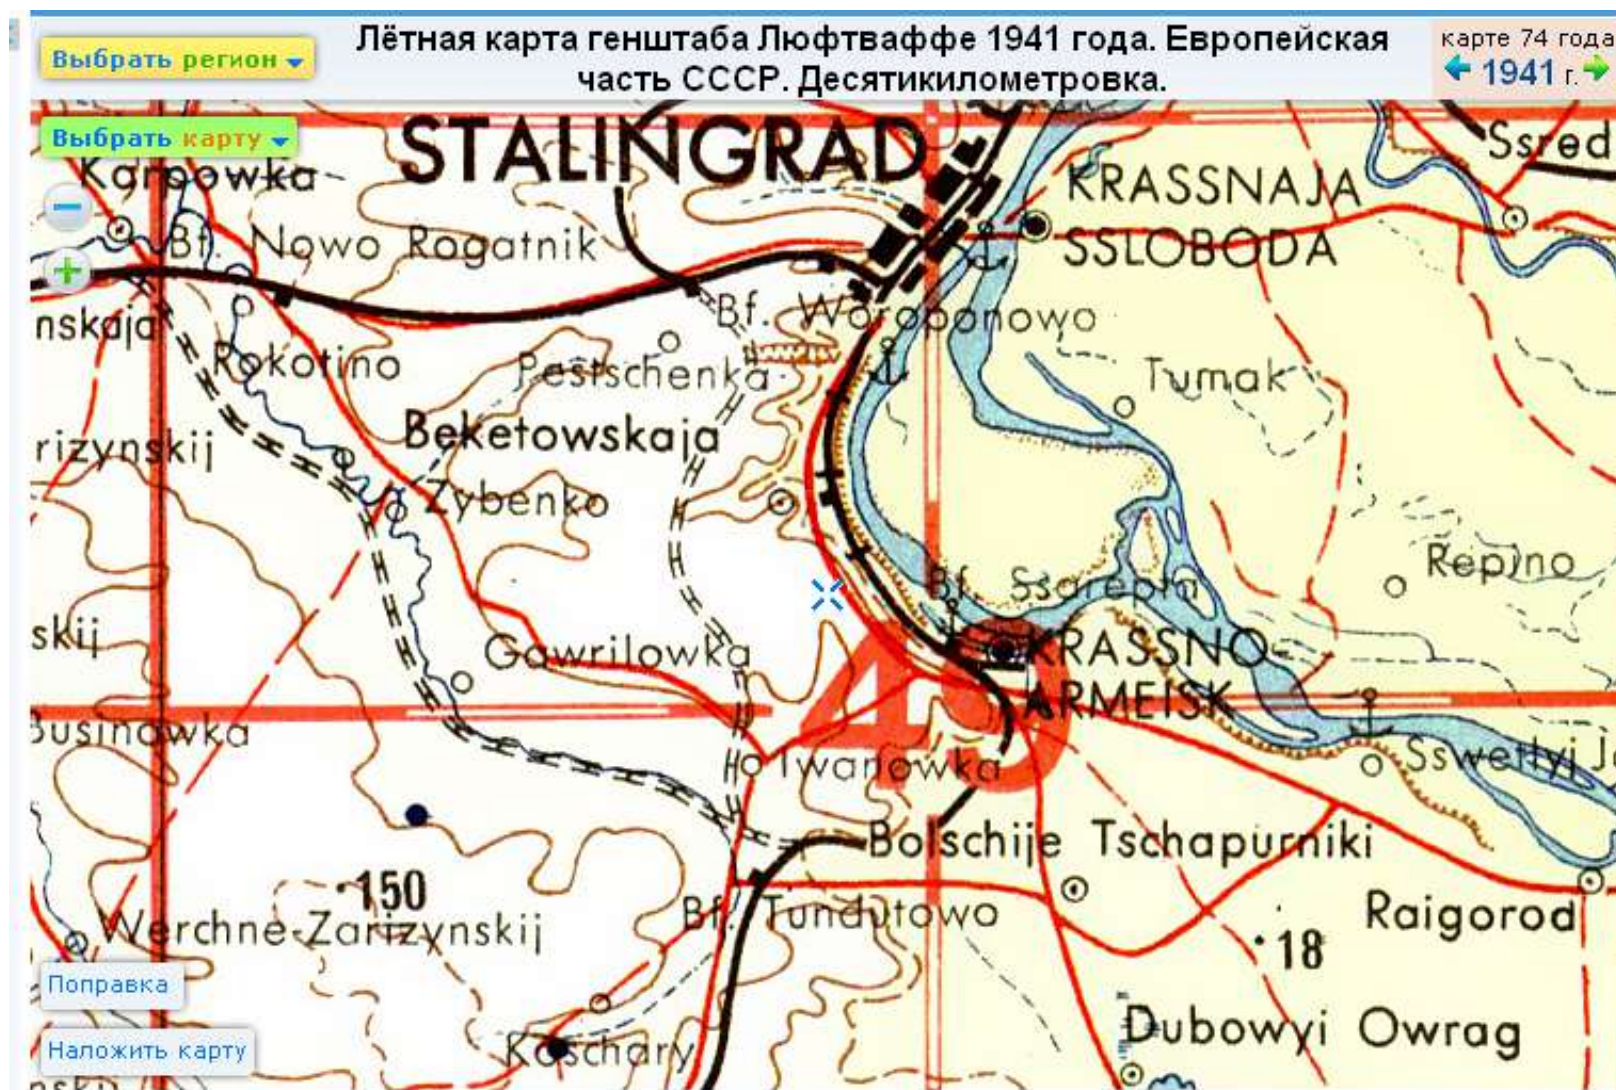 Выбрать регион
Лётная карта генштаба Люфтваффе 1941 года. Европейская
часть СССР. Десятикилометровка.
карте 74 года
1941 г.
Выбрать карту
STALINGRAD
Ssred
Karpowka
KRASSNAJA
SSLOBODA
Bf. Nowo Rogatnik
Bf. Woroponowo
nskaja
Rokotino
Pestschenka
Tumak
Beketowskaja
rizynskij
Zybenko
Repino
Bf. Ssarepta
skij
Gawrilowka
KRASSNO-
ARMEISK
49
Businowka
Iwanowka
Sswetlyj Ja
Bolschije Tschapurniki
150
Bf. Tundutowo
Raigorod
Werchne-Zarizynskij
18
Поправка
Dubowyi Owrag
Наложить карту
Koschary
nskij